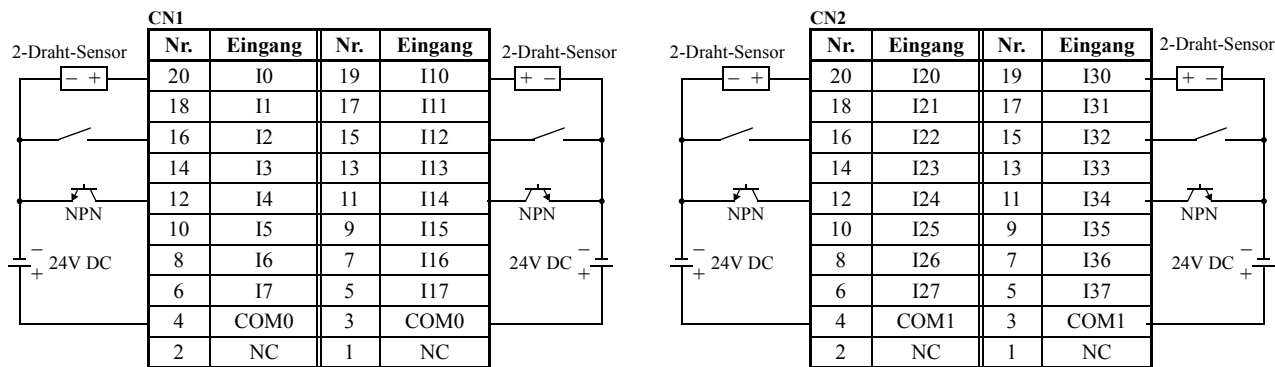 CN1
2-Draht-Sensor
Nr. Eingang Nr. Eingang
2-Draht-Sensor
− +
20 I0 19 I10
+ −
18 I1 17 I11
16 I2 15 I12
14 I3 13 I13
12 I4 11 I14
NPN
NPN
10 I5 9 I15
− + 24V DC
8 I6 7 I16
24V DC − +
6 I7 5 I17
4 COM0 3 COM0
2 NC 1 NC
CN2
2-Draht-Sensor
Nr. Eingang Nr. Eingang
2-Draht-Sensor
− +
20 I20 19 I30
+ −
18 I21 17 I31
16 I22 15 I32
14 I23 13 I33
12 I24 11 I34
NPN
NPN
10 I25 9 I35
− + 24V DC
8 I26 7 I36
24V DC − +
6 I27 5 I37
4 COM1 3 COM1
2 NC 1 NC